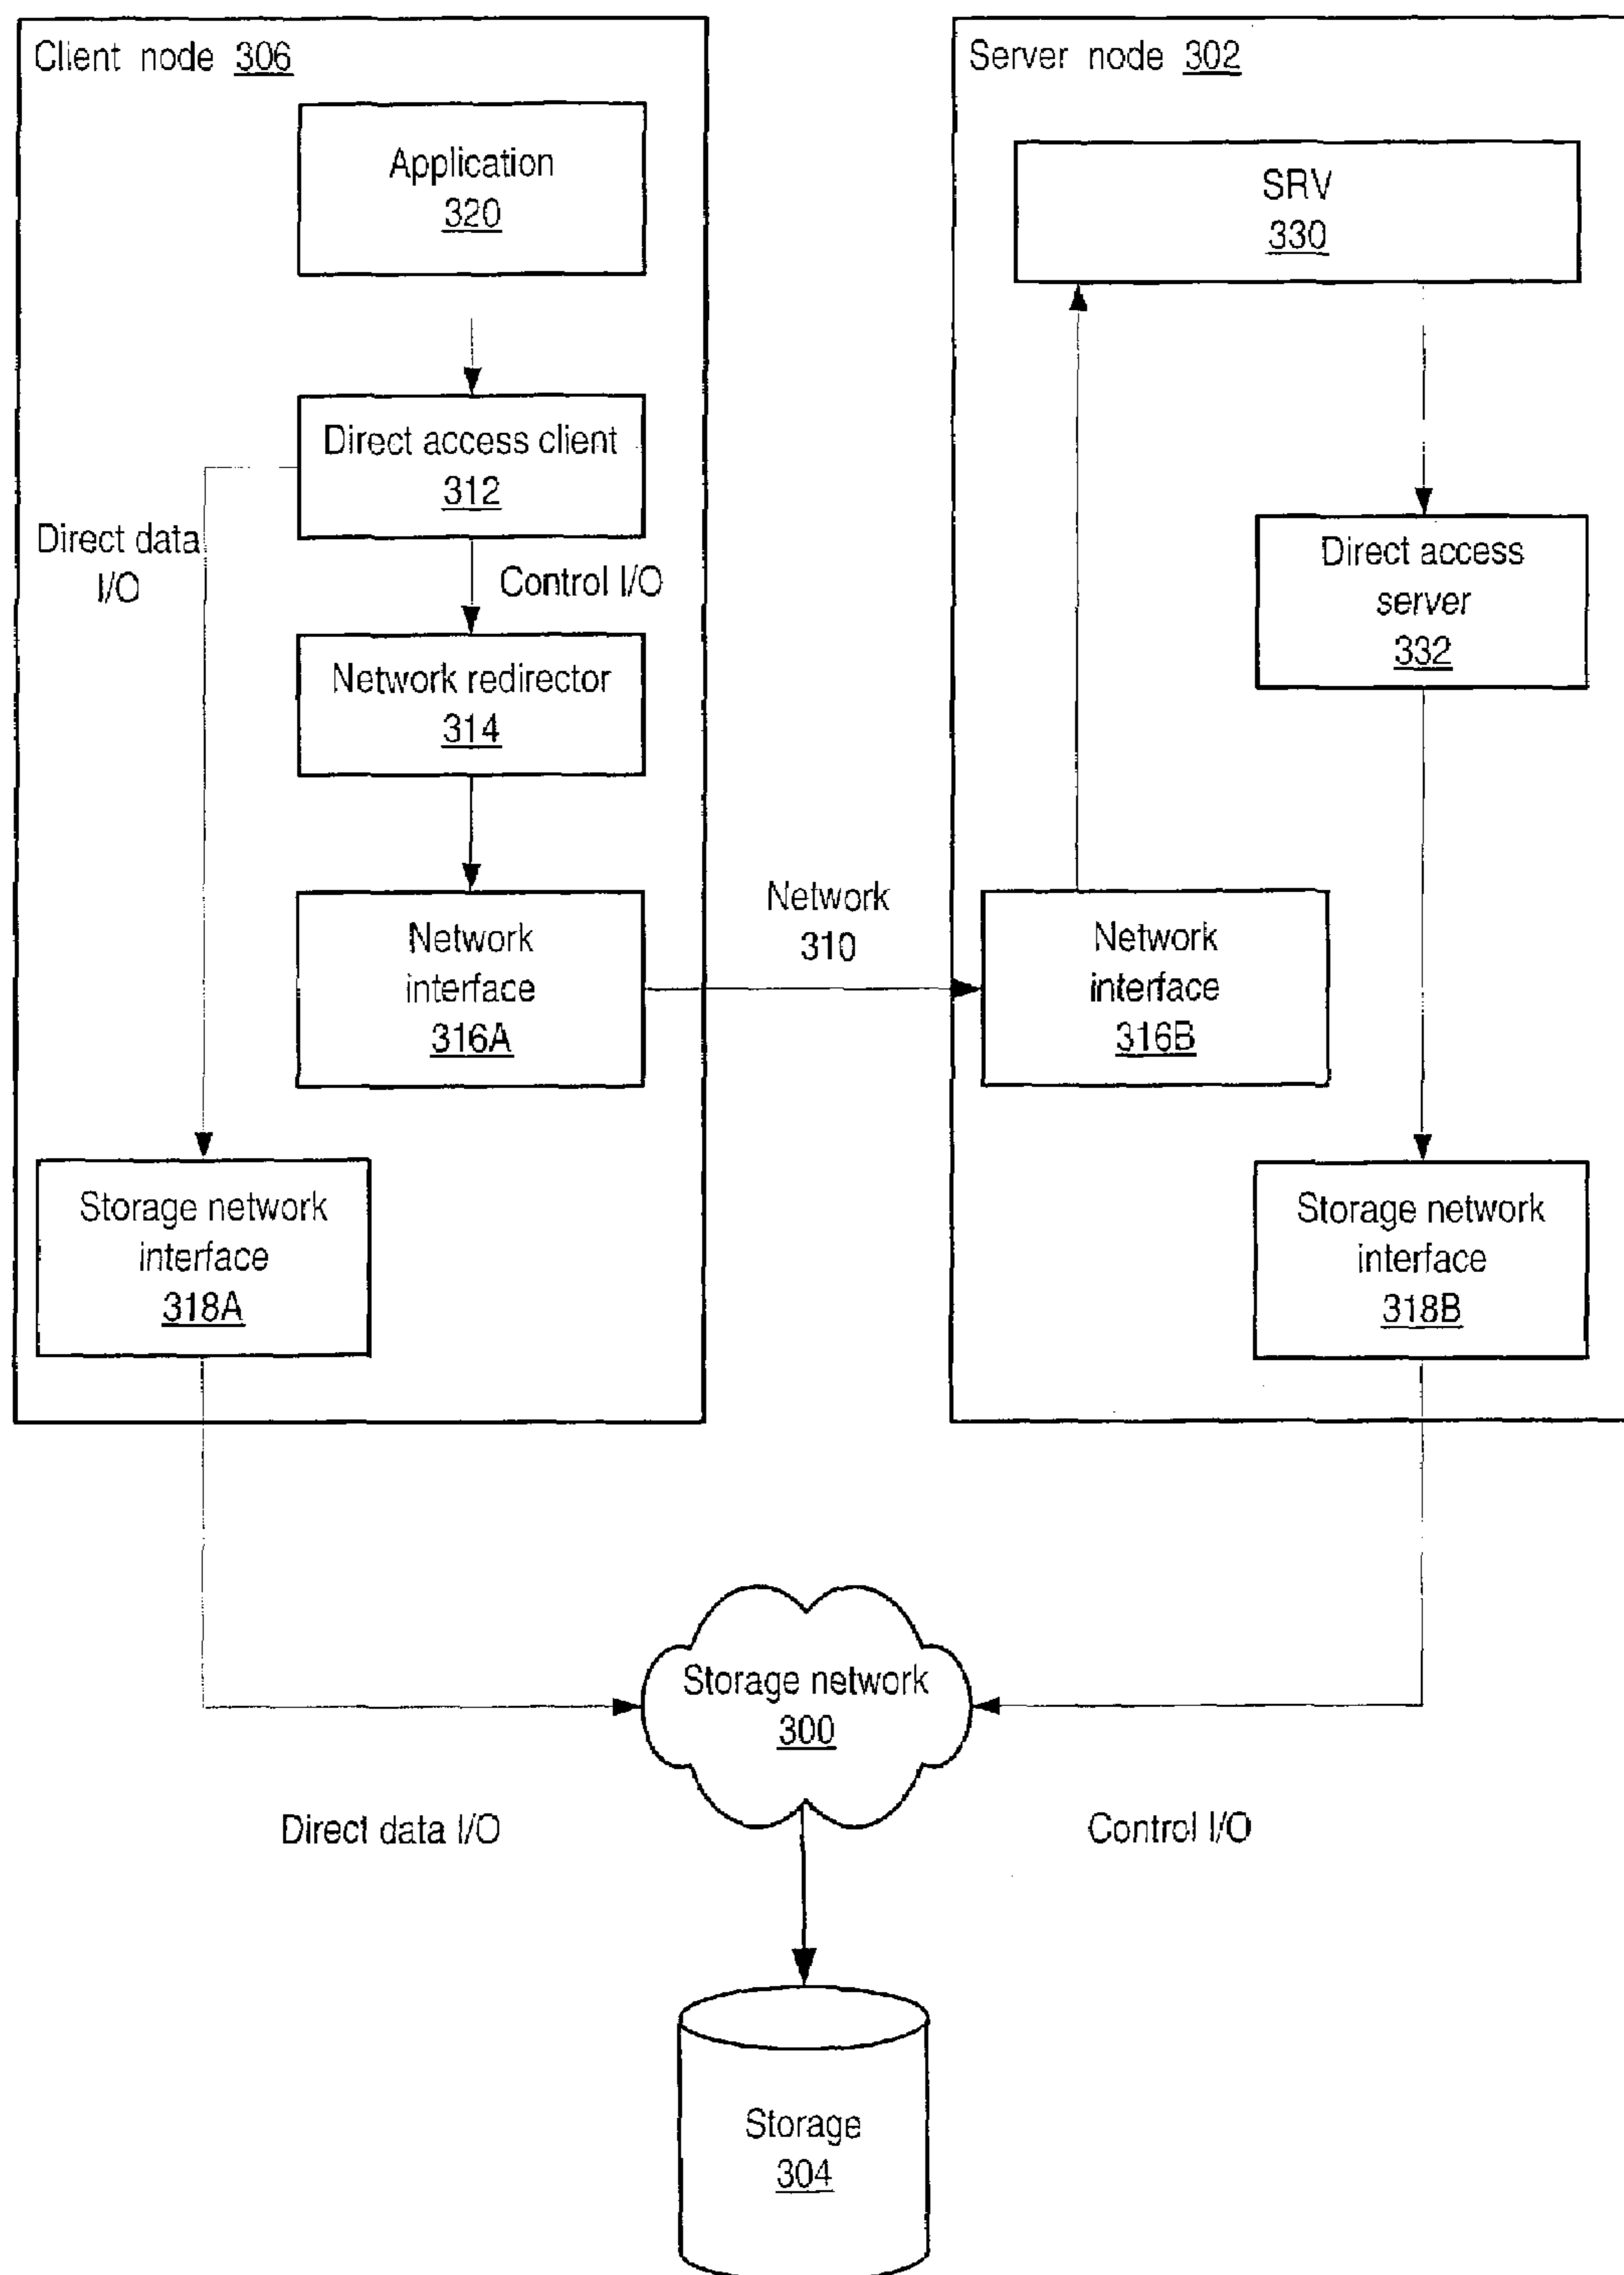 Client node 306
Application
320
Direct access client
312
Direct data
I/O
Control I/O
Network redirector
314
Network
interface
316A
Storage network
interface
318A
Network
310
Server node 302
SRV
330
Direct access
server
332
Network
interface
316B
Storage network
interface
318B
Storage network
300
Direct data I/O
Control I/O
Storage
304